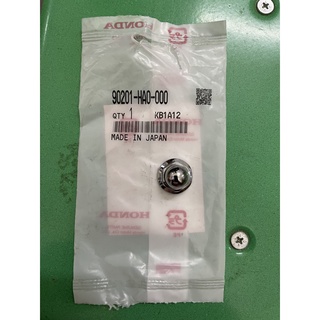 HONDA
90201-HA0-000
QTY 1 KB1A12
MADE IN JAPAN
HONDA